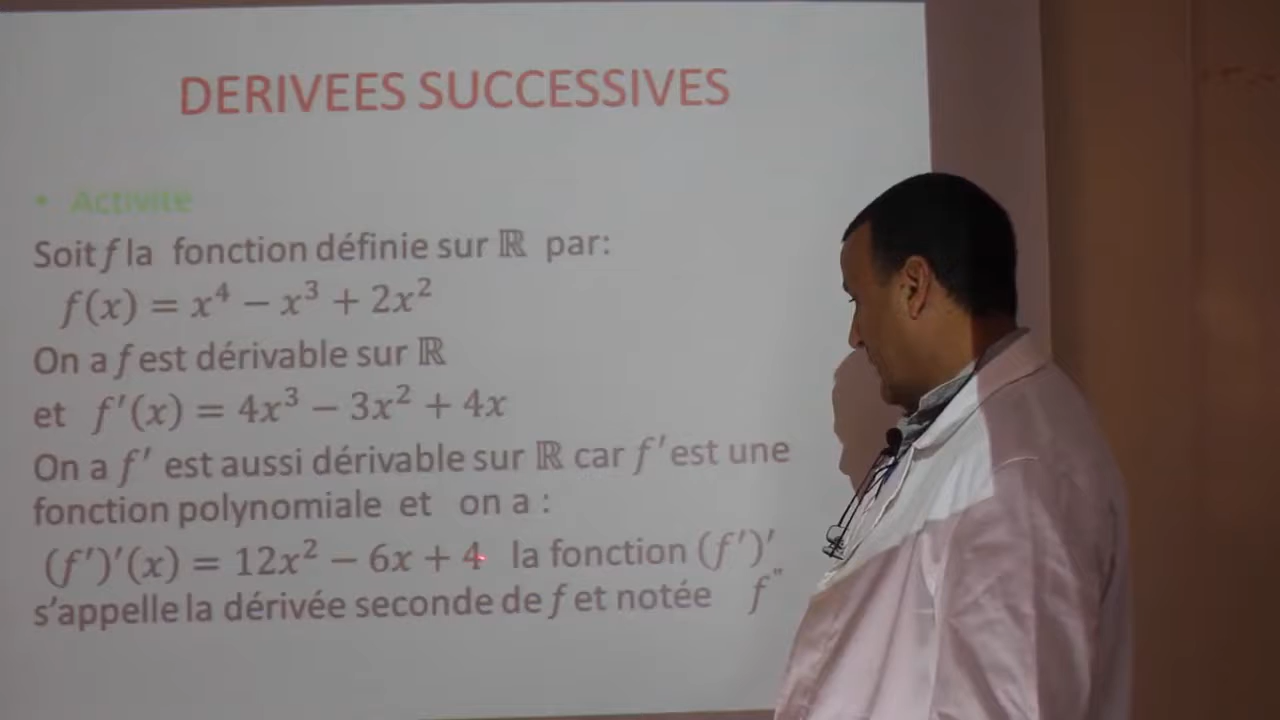 DERIVEES SUCCESSIVES
• Activité
Soit f la fonction définie sur ℝ par:
f(x) = x⁴ − x³ + 2x²
On a f est dérivable sur ℝ
et f′(x) = 4x³ − 3x² + 4x
On a f′ est aussi dérivable sur ℝ car f′est une
fonction polynomiale et on a :
(f′)′(x) = 12x² − 6x + 4 la fonction (f′)′
s'appelle la dérivée seconde de f et notée f"